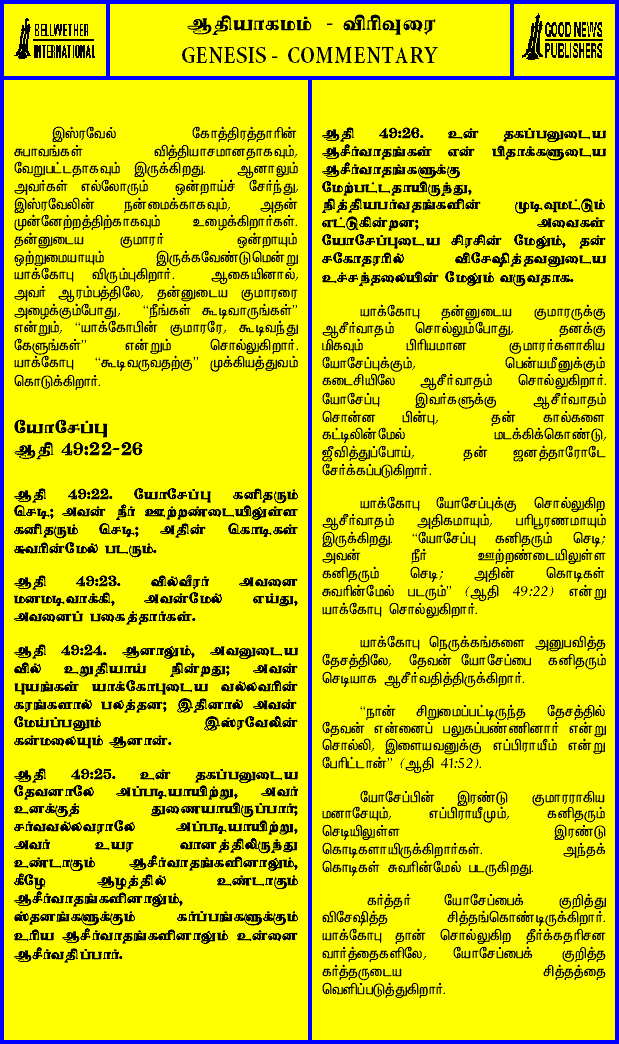 BELLWETHER
INTERNATIONAL
ஆதியாகமம் - விரிவுரை
GENESIS - COMMENTARY
GOOD NEWS
PUBLISHERS
இஸ்ரவேல் கோத்திரத்தாரின்
சுபாவங்கள் வித்தியாசமானதாகவும்,
வேறுபட்டதாகவும் இருக்கிறது. ஆனாலும்
அவர்கள் எல்லோரும் ஒன்றாய்ச் சேர்ந்து,
இஸ்ரவேலின் நன்மைக்காகவும், அதன்
முன்னேற்றத்திற்காகவும் உழைக்கிறார்கள்.
தன்னுடைய குமாரர் ஒன்றாயும்
ஒற்றுமையாயும் இருக்கவேண்டுமென்று
யாக்கோபு விரும்புகிறார். ஆகையினால்,
அவர் ஆரம்பத்திலே, தன்னுடைய குமாரரை
அழைக்கும்போது, “நீங்கள் கூடிவாருங்கள்”
என்றும், “யாக்கோபின் குமாரரே, கூடிவந்து
கேளுங்கள்” என்றும் சொல்லுகிறார்.
யாக்கோபு “கூடிவருவதற்கு” முக்கியத்துவம்
கொடுக்கிறார்.
யோசேப்பு
ஆதி 49:22-26
ஆதி 49:22. யோசேப்பு கனிதரும்
செடி; அவன் நீர் ஊற்றண்டையிலுள்ள
கனிதரும் செடி; அதின் கொடிகள்
சுவரின்மேல் படரும்.
ஆதி 49:23. வில்வீரர் அவனை
மனமடிவாக்கி, அவன்மேல் எய்து,
அவனைப் பகைத்தார்கள்.
ஆதி 49:24. ஆனாலும், அவனுடைய
வில் உறுதியாய் நின்றது; அவன்
புயங்கள் யாக்கோபுடைய வல்லவரின்
கரங்களால் பலத்தன; இதினால் அவன்
மேய்ப்பனும் இஸ்ரவேலின்
கன்மலையும் ஆனான்.
ஆதி 49:25. உன் தகப்பனுடைய
தேவனாலே அப்படியாயிற்று, அவர்
உனக்குத் துணையாயிருப்பார்;
சர்வவல்லவராலே அப்படியாயிற்று,
அவர் உயர வானத்திலிருந்து
உண்டாகும் ஆசீர்வாதங்களினாலும்,
கீழே ஆழத்தில் உண்டாகும்
ஆசீர்வாதங்களினாலும்,
ஸ்தனங்களுக்கும் கர்ப்பங்களுக்கும்
உரிய ஆசீர்வாதங்களினாலும் உன்னை
ஆசீர்வதிப்பார்.
ஆதி 49:26. உன் தகப்பனுடைய
ஆசீர்வாதங்கள் என் பிதாக்களுடைய
ஆசீர்வாதங்களுக்கு
மேற்பட்டதாயிருந்து,
நித்தியபர்வதங்களின் முடிவுமட்டும்
எட்டுகின்றன; அவைகள்
யோசேப்புடைய சிரசின் மேலும், தன்
சகோதரரில் விசேஷித்தவனுடைய
உச்சந்தலையின் மேலும் வருவதாக.
யாக்கோபு தன்னுடைய குமாரருக்கு
ஆசீர்வாதம் சொல்லும்போது, தனக்கு
மிகவும் பிரியமான குமாரர்களாகிய
யோசேப்புக்கும், பென்யமீனுக்கும்
கடைசியிலே ஆசீர்வாதம் சொல்லுகிறார்.
யோசேப்பு இவர்களுக்கு ஆசீர்வாதம்
சொன்ன பின்பு, தன் கால்களை
கட்டிலின்மேல் மடக்கிக்கொண்டு,
ஜீவித்துப்போய், தன் ஜனத்தாரோடே
சேர்க்கப்படுகிறார்.
யாக்கோபு யோசேப்புக்கு சொல்லுகிற
ஆசீர்வாதம் அதிகமாயும், பரிபூரணமாயும்
இருக்கிறது. “யோசேப்பு கனிதரும் செடி;
அவன் நீர் ஊற்றண்டையிலுள்ள
கனிதரும் செடி; அதின் கொடிகள்
சுவரின்மேல் படரும்” (ஆதி 49:22) என்று
யாக்கோபு சொல்லுகிறார்.
யாக்கோபு நெருக்கங்களை அனுபவித்த
தேசத்திலே, தேவன் யோசேப்பை கனிதரும்
செடியாக ஆசீர்வதித்திருக்கிறார்.
“நான் சிறுமைப்பட்டிருந்த தேசத்தில்
தேவன் என்னைப் பலுகப்பண்ணினார் என்று
சொல்லி, இளையவனுக்கு எப்பிராயீம் என்று
பேரிட்டான்” (ஆதி 41:52).
யோசேப்பின் இரண்டு குமாரராகிய
மனாசேயும், எப்பிராயீமும், கனிதரும்
செடியிலுள்ள இரண்டு
கொடிகளாயிருக்கிறார்கள். அந்தக்
கொடிகள் சுவரின்மேல் படருகிறது.
கர்த்தர் யோசேப்பைக் குறித்து
விசேஷித்த சித்தங்கொண்டிருக்கிறார்.
யாக்கோபு தான் சொல்லுகிற தீர்க்கதரிசன
வார்த்தைகளிலே, யோசேப்பைக் குறித்த
கர்த்தருடைய சித்தத்தை
வெளிப்படுத்துகிறார்.